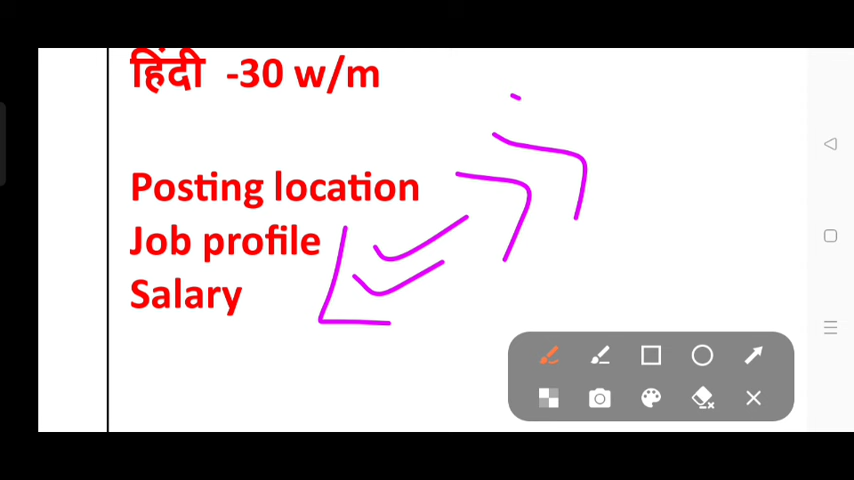 हिंदी -30 w/m
Posting location
Job profile
Salary